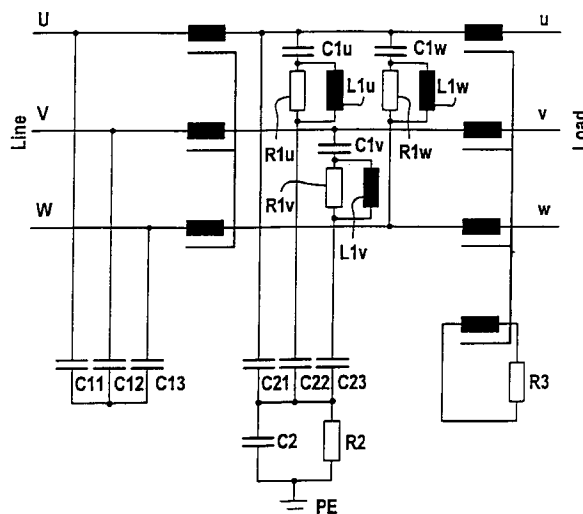 U
u
C1u
C1w
L1u
L1w
V
v
R1u
C1v
R1w
Line
Load
R1v
W
w
L1v
C11
C12
C13
C21
C22
C23
R3
C2
R2
PE